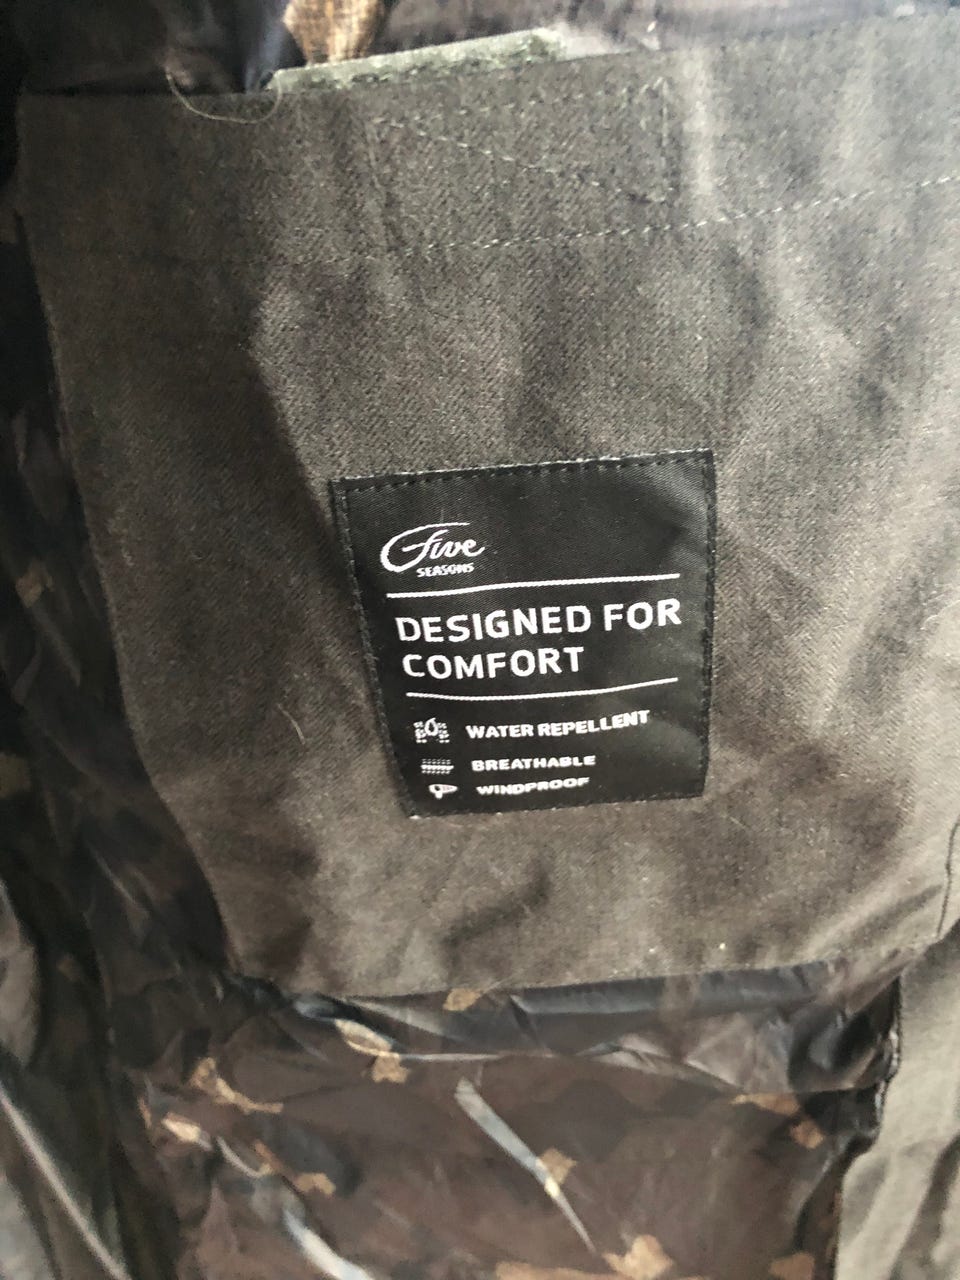 Five
SEASONS
DESIGNED FOR
COMFORT
WATER REPELLENT
BREATHABLE
WINDPROOF